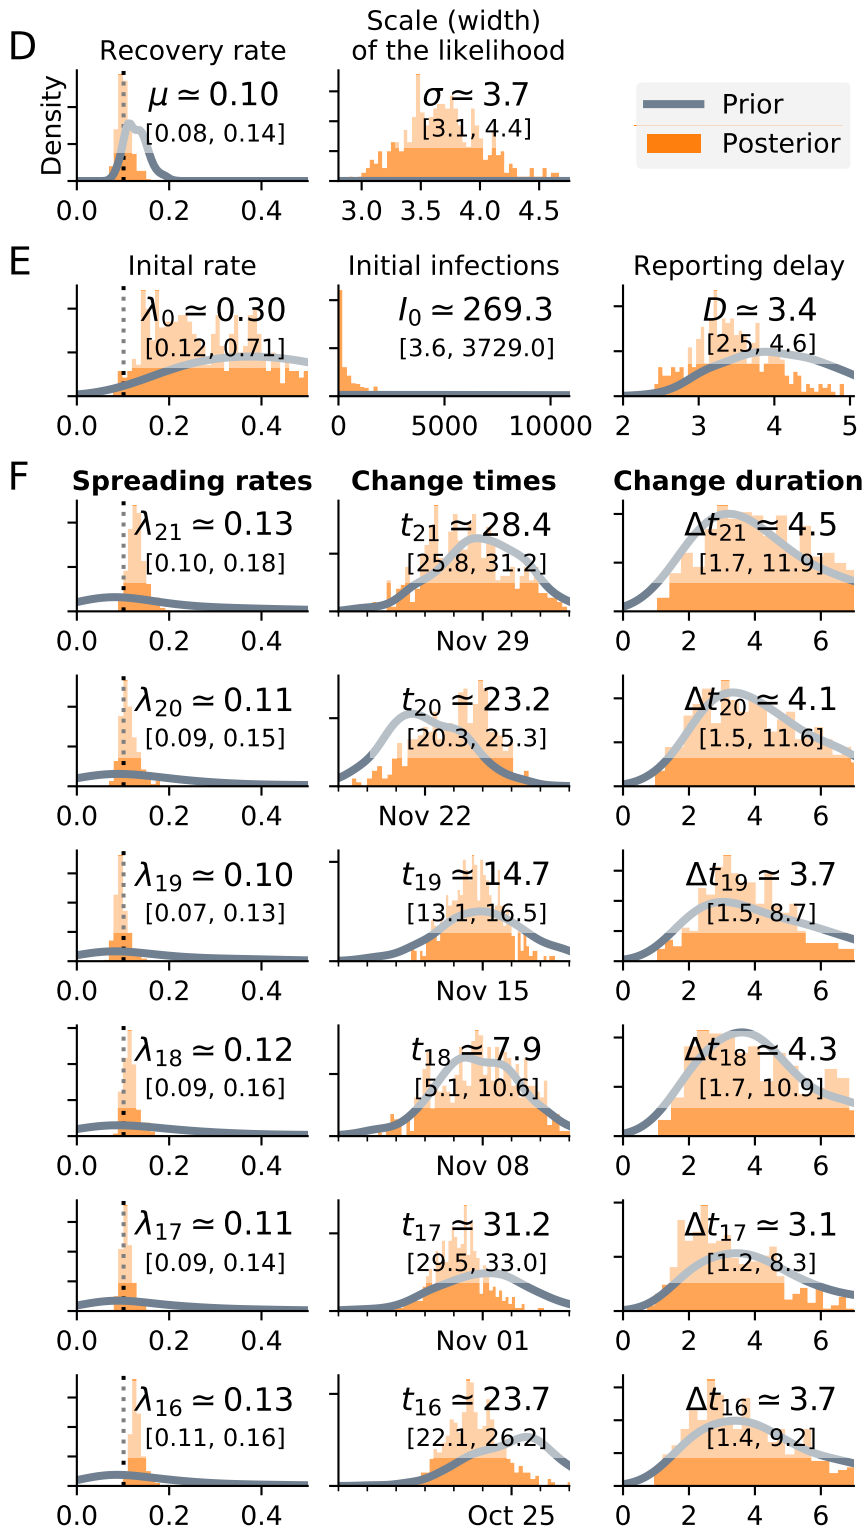 D
Recovery rate
Scale (width)
of the likelihood
Density
μ ≃ 0.10
[0.08, 0.14]
0.0 0.2 0.4
σ ≃ 3.7
[3.1, 4.4]
3.0 3.5 4.0 4.5
Prior
Posterior
E
Inital rate
λ0 ≃ 0.30
[0.12, 0.71]
0.0 0.2 0.4
Initial infections
I0 ≃ 269.3
[3.6, 3729.0]
0 5000 10000
Reporting delay
D ≃ 3.4
[2.5, 4.6]
2 3 4 5
F
Spreading rates
Change times
Change duration
λ21 ≃ 0.13
[0.10, 0.18]
0.0 0.2 0.4
t21 ≃ 28.4
[25.8, 31.2]
Nov 29
Δt21 ≃ 4.5
[1.7, 11.9]
0 2 4 6
λ20 ≃ 0.11
[0.09, 0.15]
0.0 0.2 0.4
t20 ≃ 23.2
[20.3, 25.3]
Nov 22
Δt20 ≃ 4.1
[1.5, 11.6]
0 2 4 6
λ19 ≃ 0.10
[0.07, 0.13]
0.0 0.2 0.4
t19 ≃ 14.7
[13.1, 16.5]
Nov 15
Δt19 ≃ 3.7
[1.5, 8.7]
0 2 4 6
λ18 ≃ 0.12
[0.09, 0.16]
0.0 0.2 0.4
t18 ≃ 7.9
[5.1, 10.6]
Nov 08
Δt18 ≃ 4.3
[1.7, 10.9]
0 2 4 6
λ17 ≃ 0.11
[0.09, 0.14]
0.0 0.2 0.4
t17 ≃ 31.2
[29.5, 33.0]
Nov 01
Δt17 ≃ 3.1
[1.2, 8.3]
0 2 4 6
λ16 ≃ 0.13
[0.11, 0.16]
0.0 0.2 0.4
t16 ≃ 23.7
[22.1, 26.2]
Oct 25
Δt16 ≃ 3.7
[1.4, 9.2]
0 2 4 6